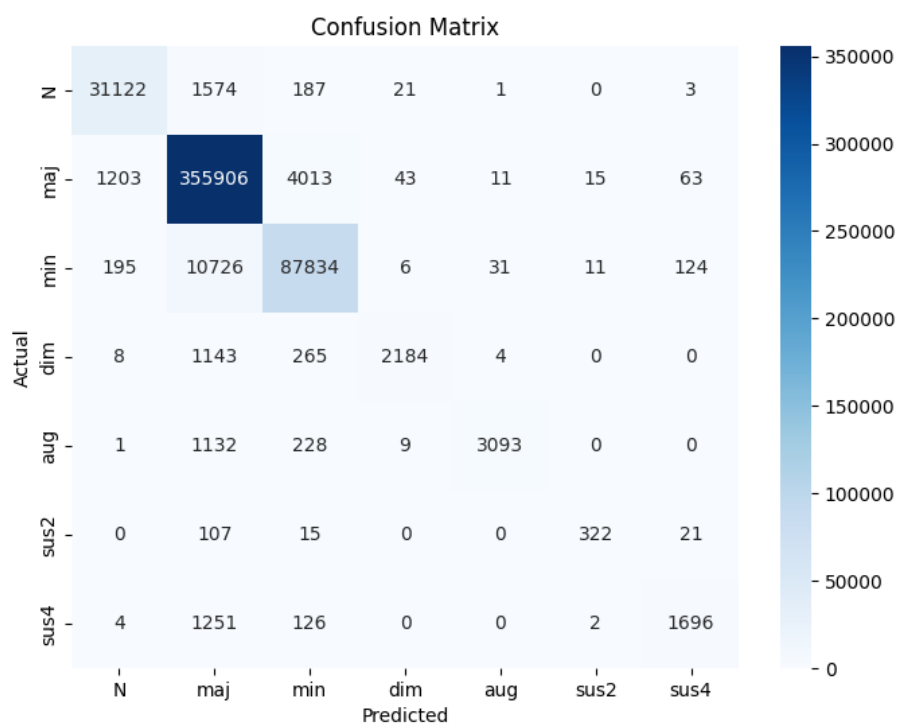 Confusion Matrix
N 31122 1574 187 21 1 0 3
maj 1203 355906 4013 43 11 15 63
min 195 10726 87834 6 31 11 124
dim 8 1143 265 2184 4 0 0
aug 1 1132 228 9 3093 0 0
sus2 0 107 15 0 0 322 21
sus4 4 1251 126 0 0 2 1696
N maj min dim aug sus2 sus4
Predicted
Actual
350000
300000
250000
200000
150000
100000
50000
0